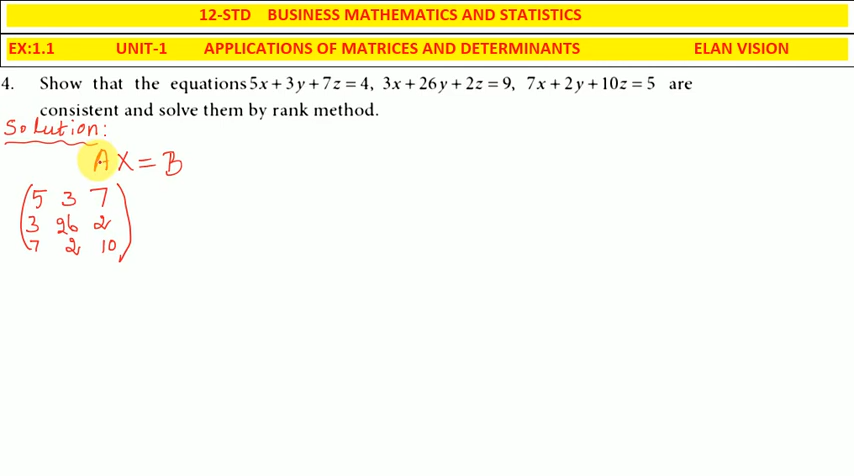 12-STD BUSINESS MATHEMATICS AND STATISTICS
EX:1.1 UNIT-1 APPLICATIONS OF MATRICES AND DETERMINANTS ELAN VISION
4. Show that the equations 5x + 3y + 7z = 4, 3x + 26y + 2z = 9, 7x + 2y + 10z = 5 are
consistent and solve them by rank method.
Solution:
AX = B
5 3 7
3 26 2
7 2 10